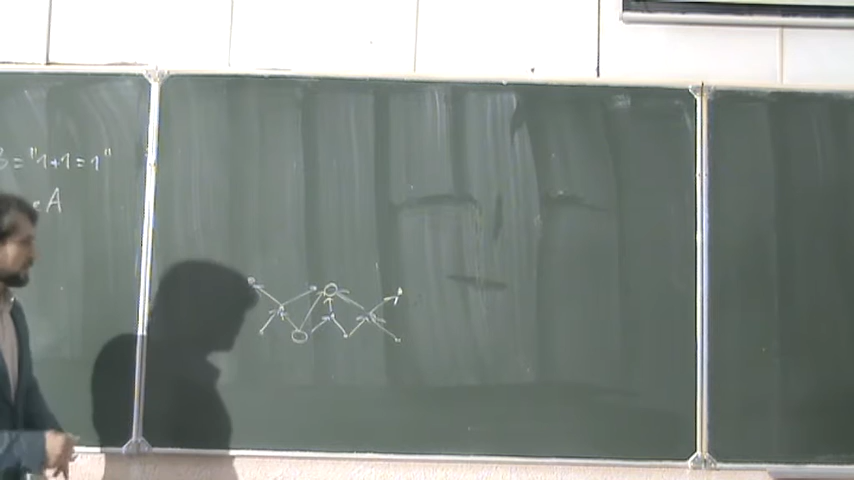 B = "1+1=1"
A